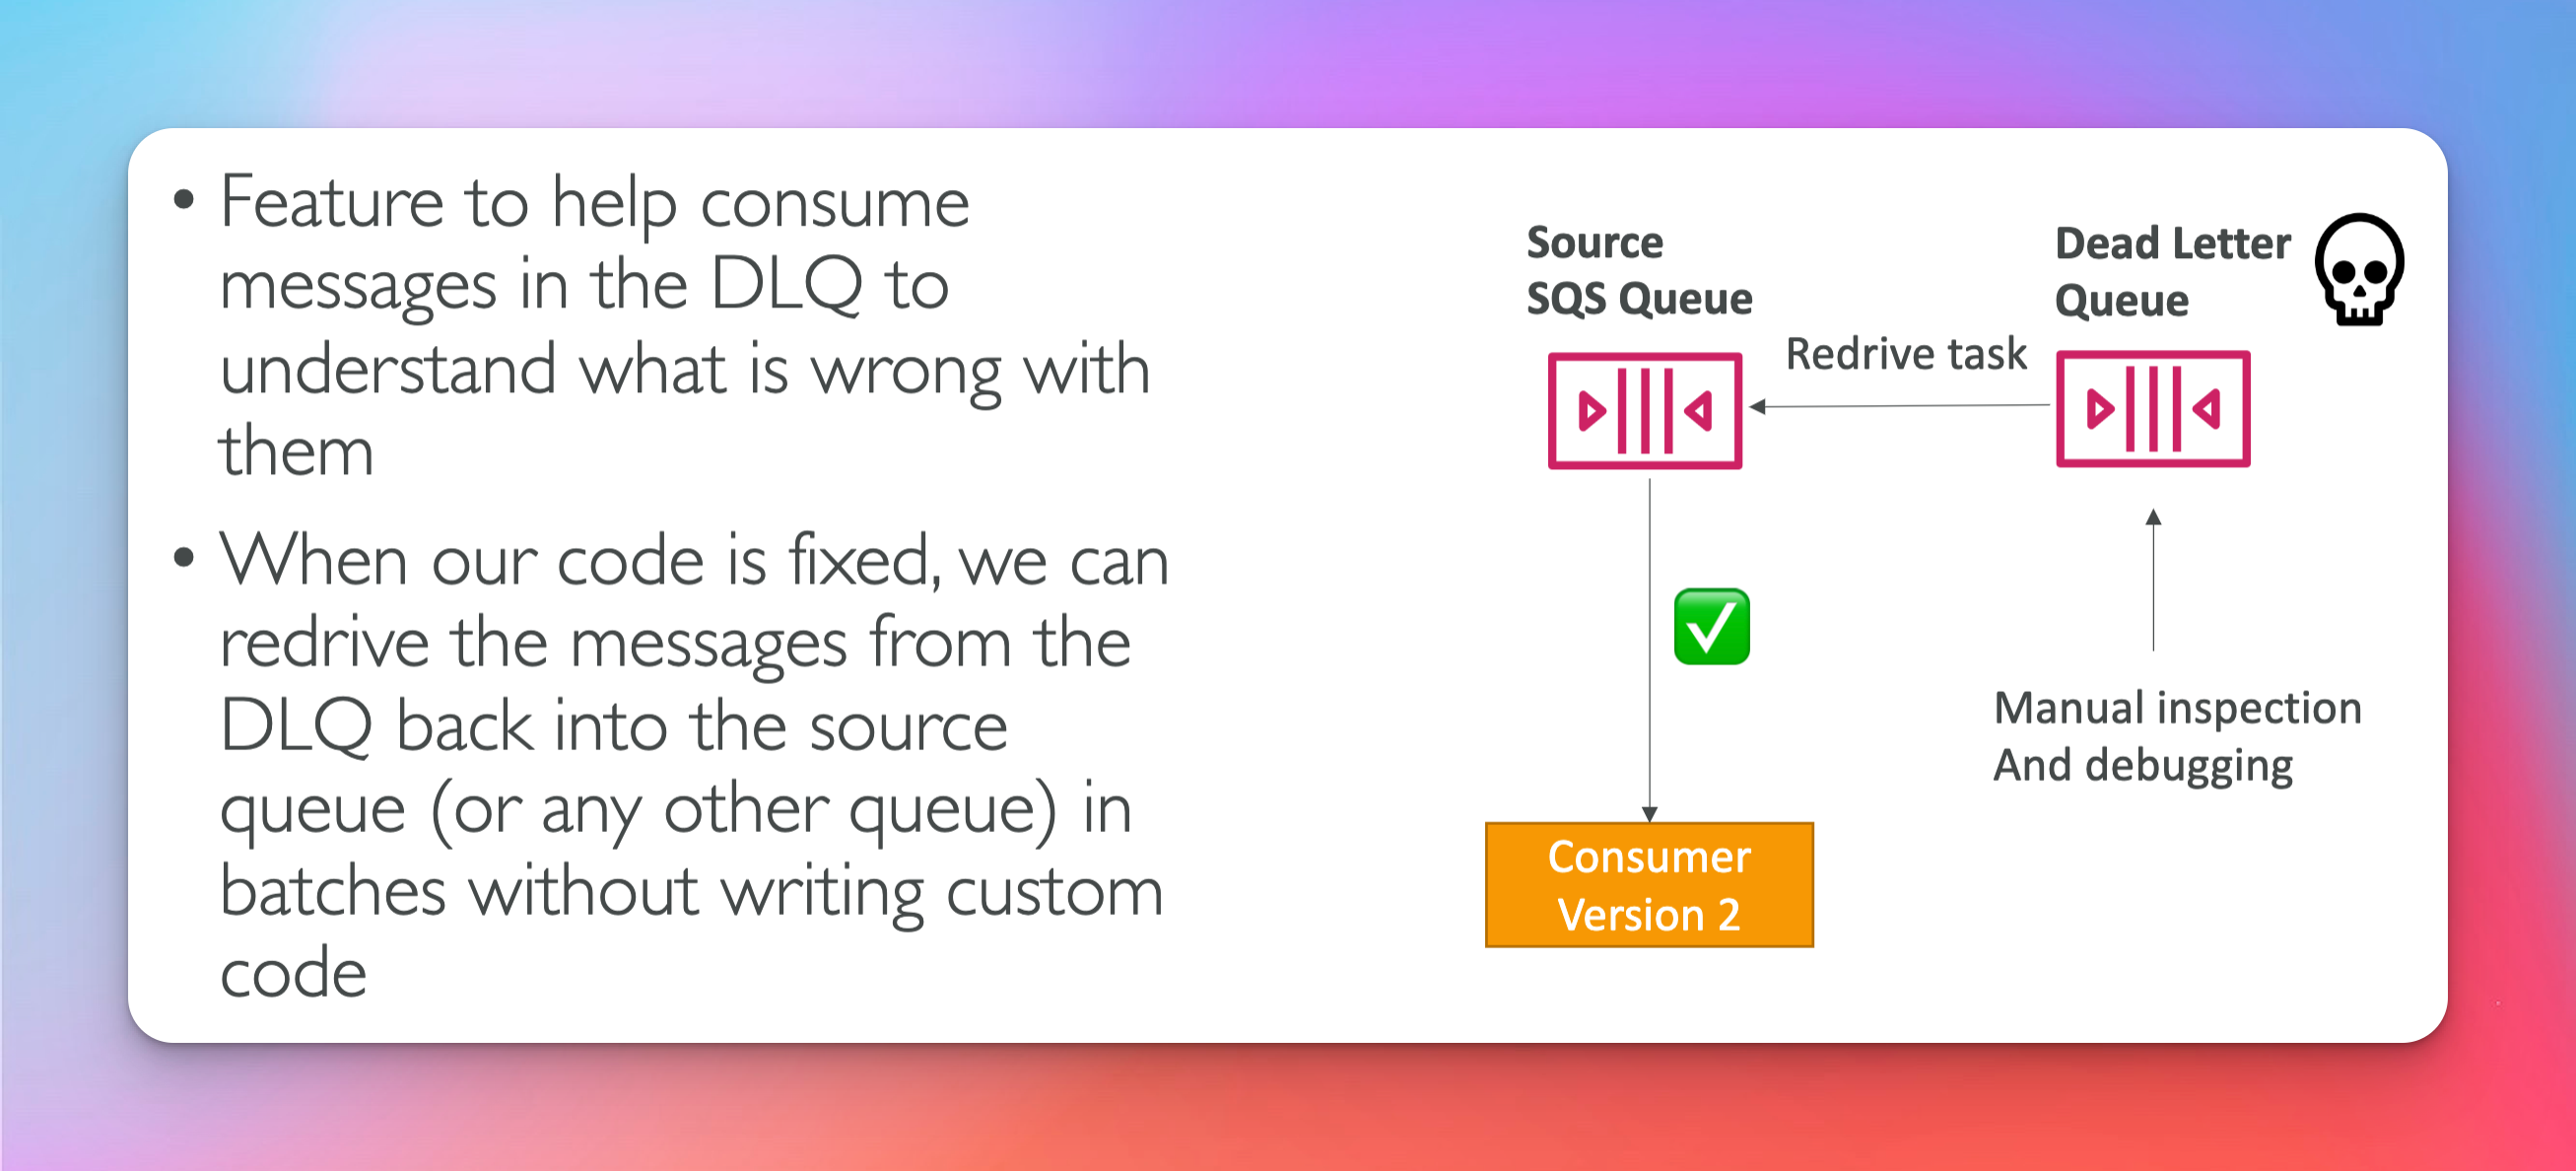 • Feature to help consume
messages in the DLQ to
understand what is wrong with
them
• When our code is fixed, we can
redrive the messages from the
DLQ back into the source
queue (or any other queue) in
batches without writing custom
code
Source
SQS Queue
Dead Letter
Queue
Redrive task
Manual inspection
And debugging
Consumer
Version 2